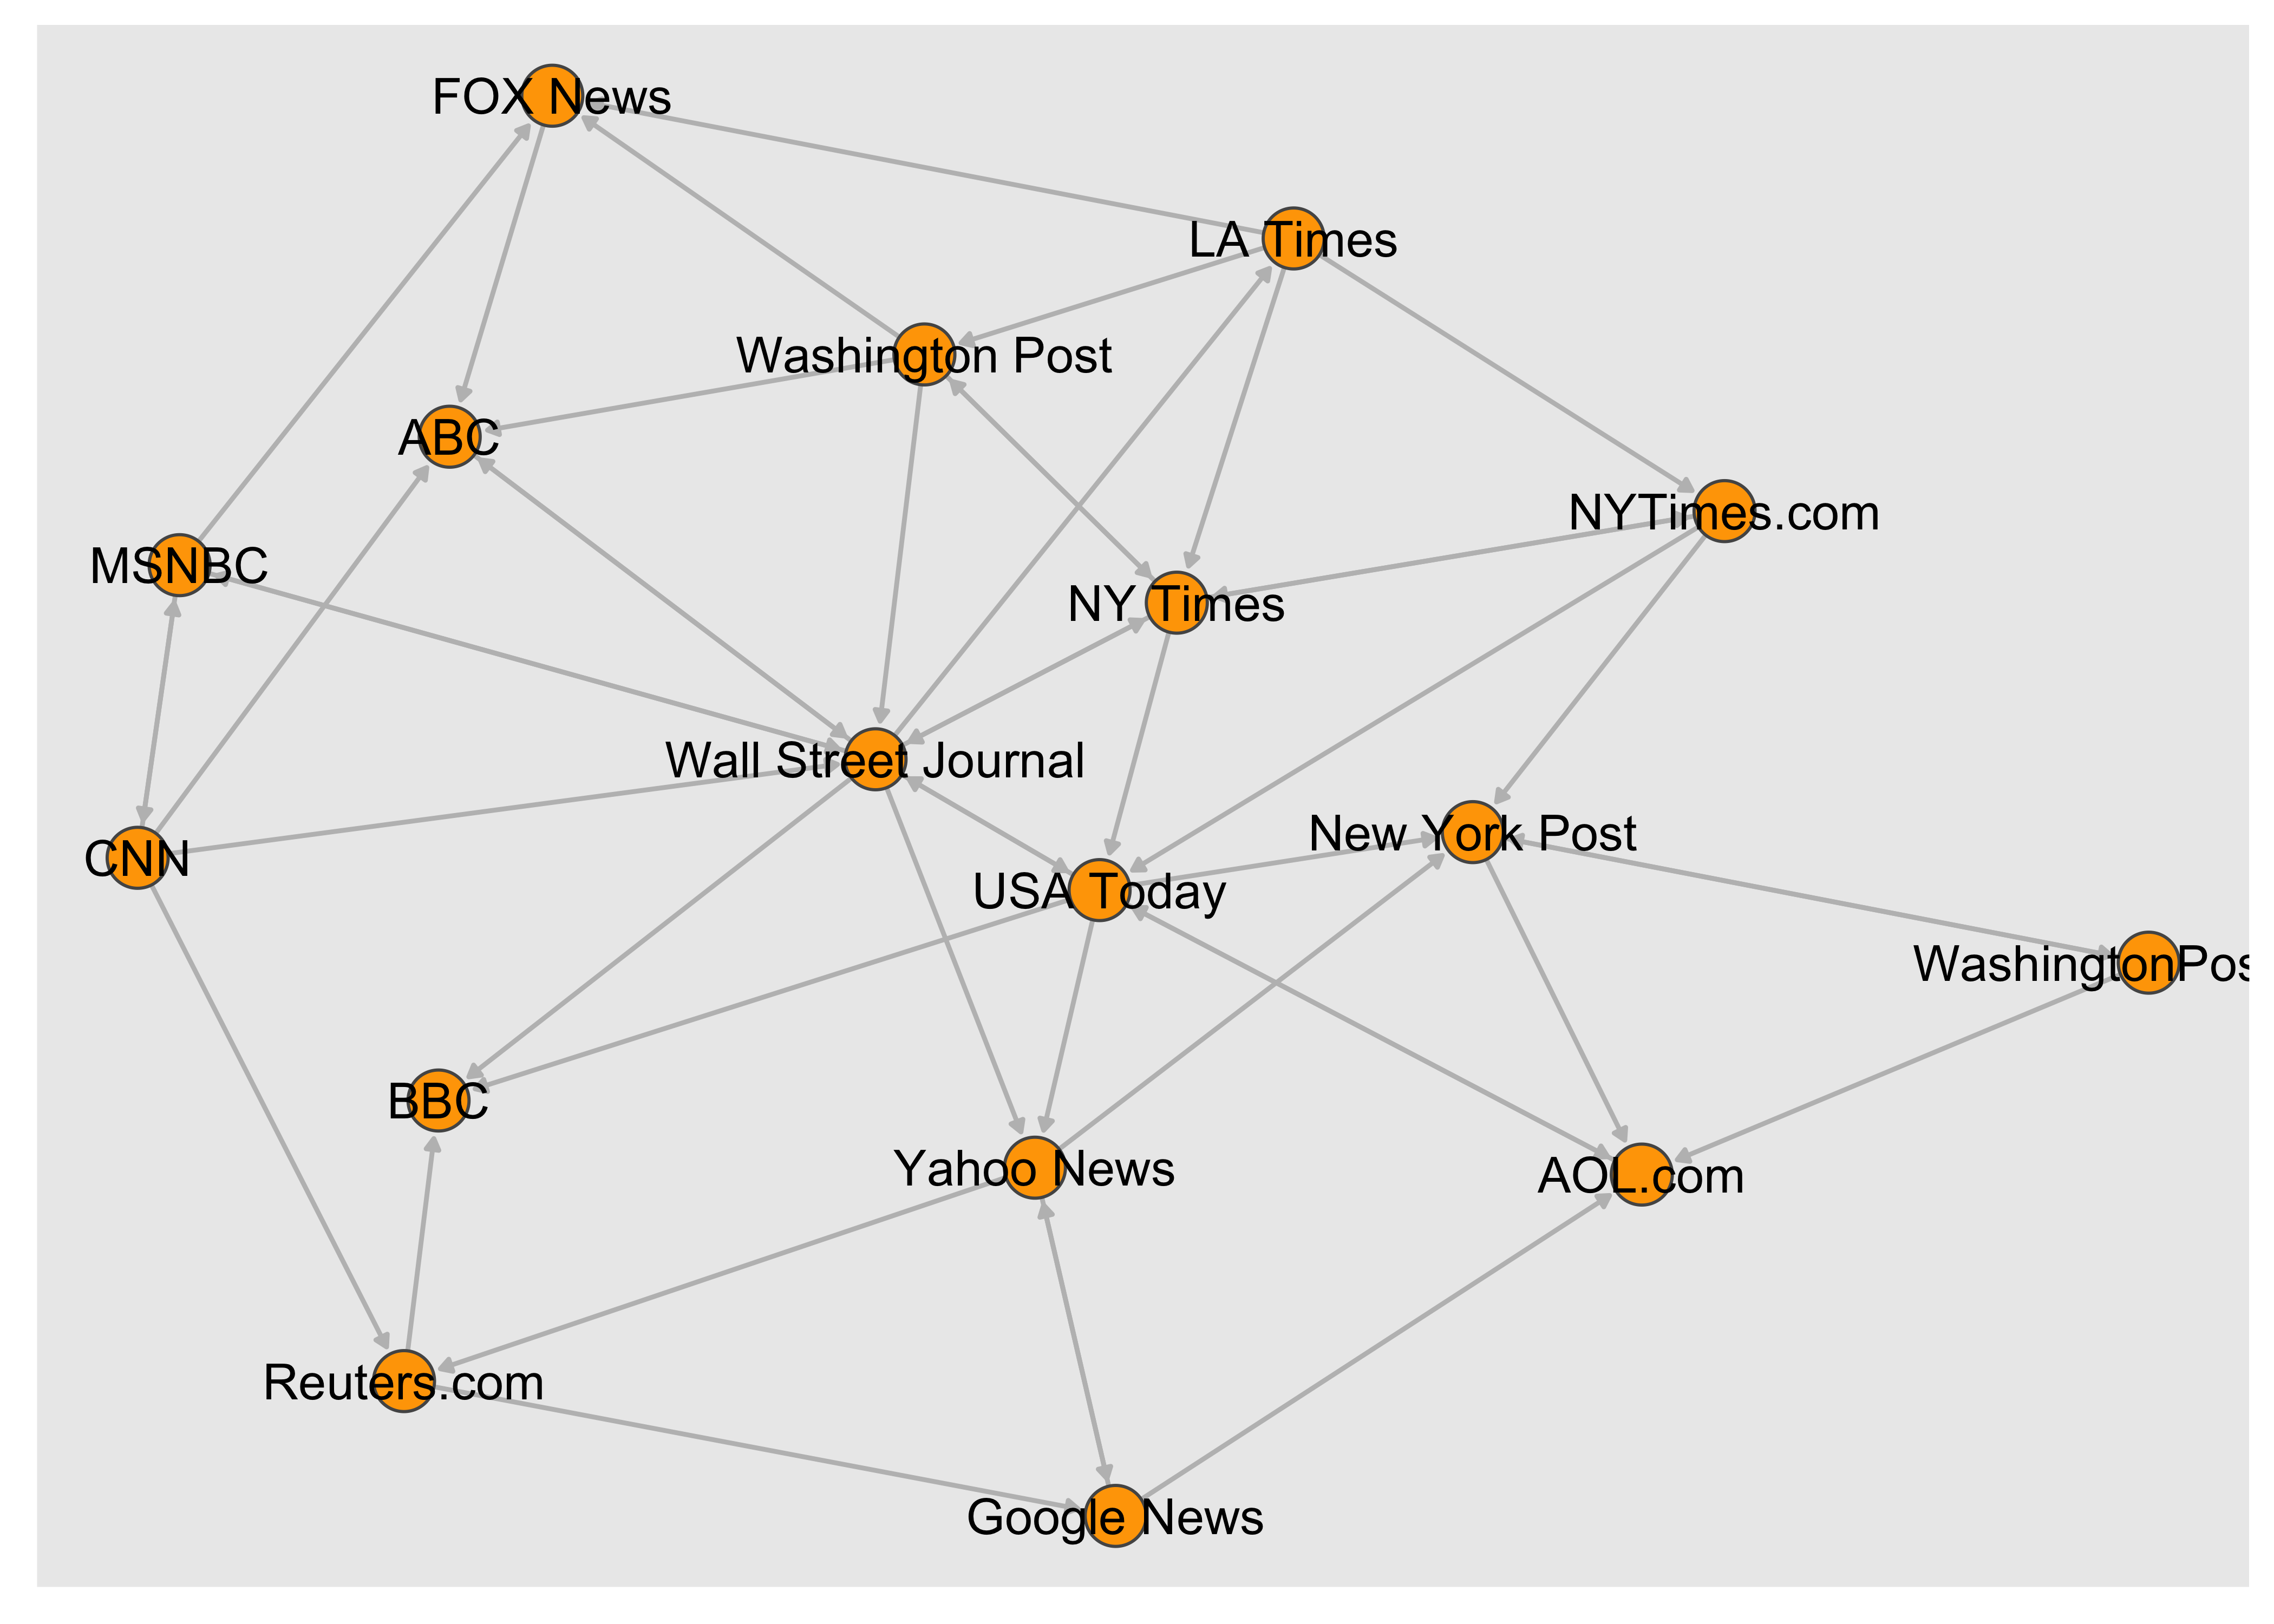 FOX News
LA Times
Washington Post
ABC
NYTimes.com
MSNBC
NY Times
Wall Street Journal
New York Post
CNN
USA Today
WashingtonPos
BBC
Yahoo News
AOL.com
Reuters.com
Google News